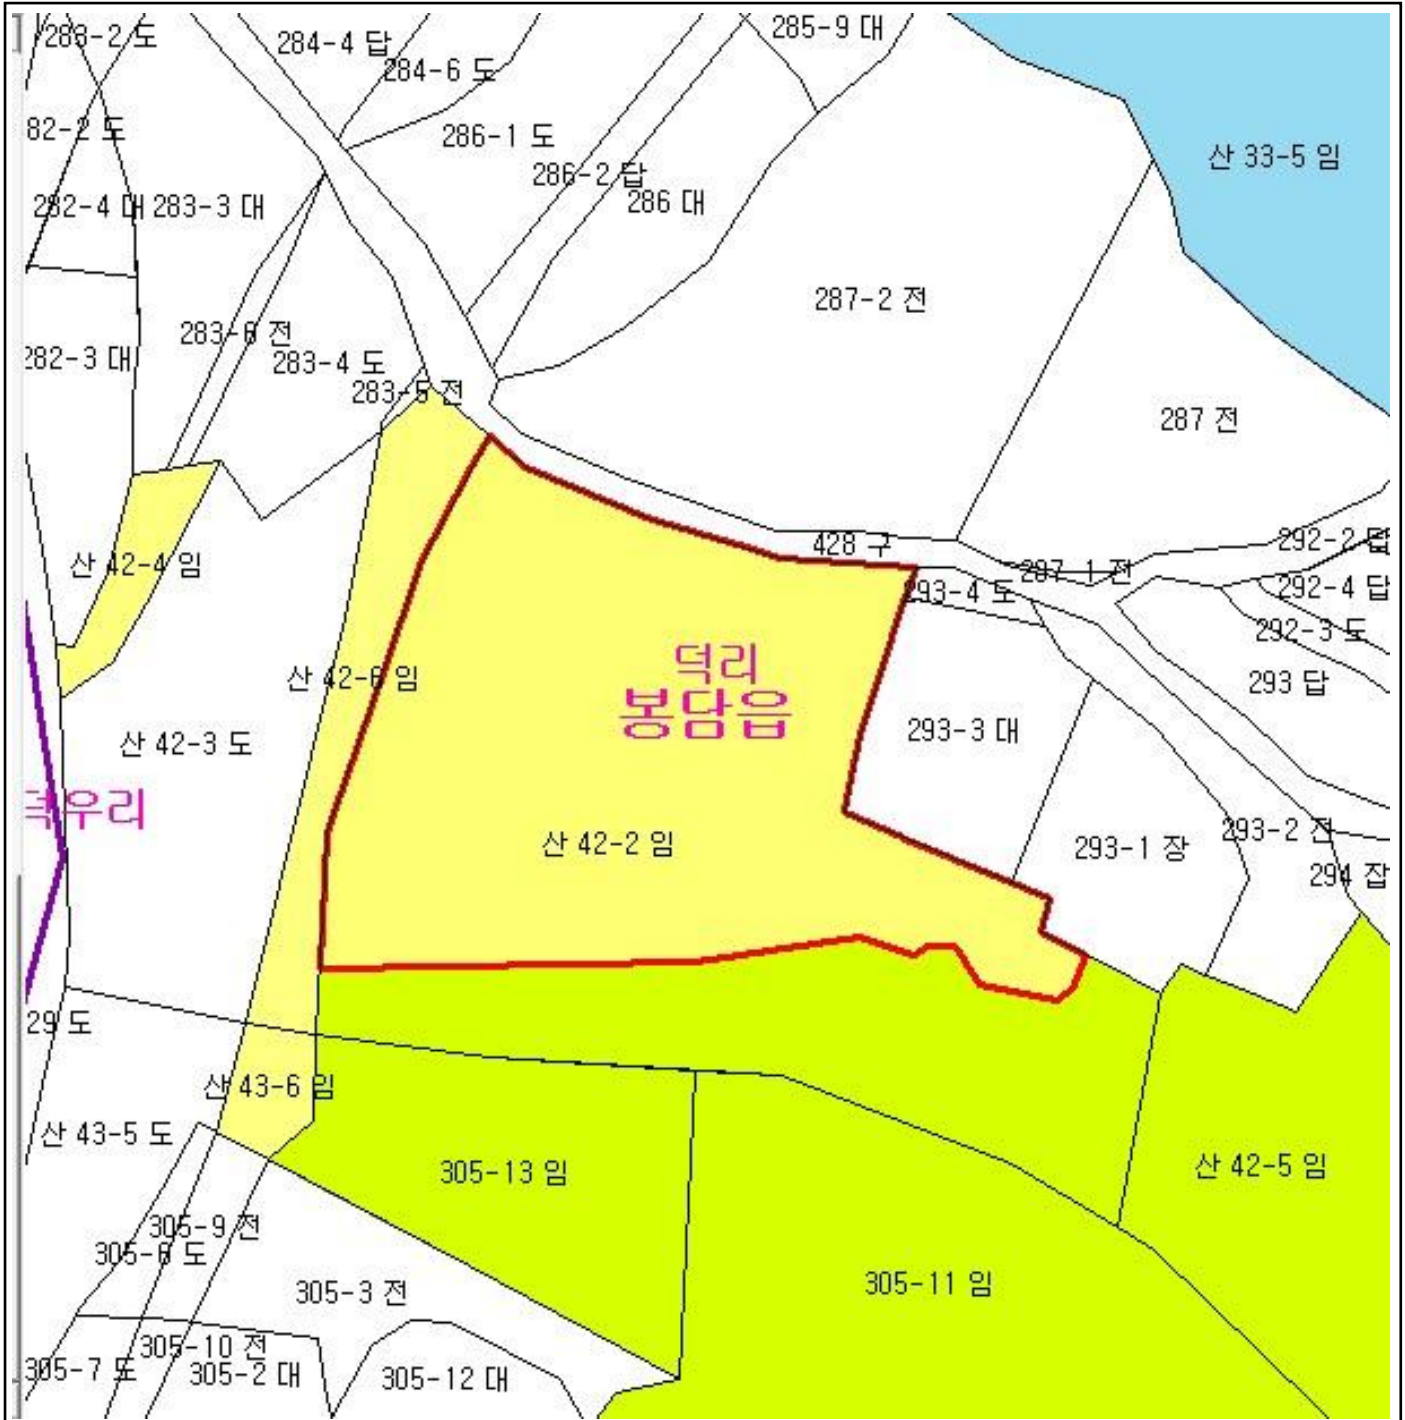 283-2 도
284-4 답
285-9 대
284-6 도
82-2 도
286-1 도
산 33-5 임
286-2 답
282-4 대
283-3 대
286 대
287-2 전
283-6 전
282-3 대
283-4 도
283-5 전
287 전
428 구
292-2 답
산 42-4 임
287-1 전
293-4 도
292-4 답
292-3 도
덕리
산 42-6 임
293 답
봉담읍
산 42-3 도
293-3 대
덕우리
293-2 전
산 42-2 임
293-1 장
294 잡
29 도
산 43-6 임
산 43-5 도
305-13 임
산 42-5 임
305-9 전
305-6 도
305-3 전
305-11 임
305-10 전
305-7 도
305-2 대
305-12 대